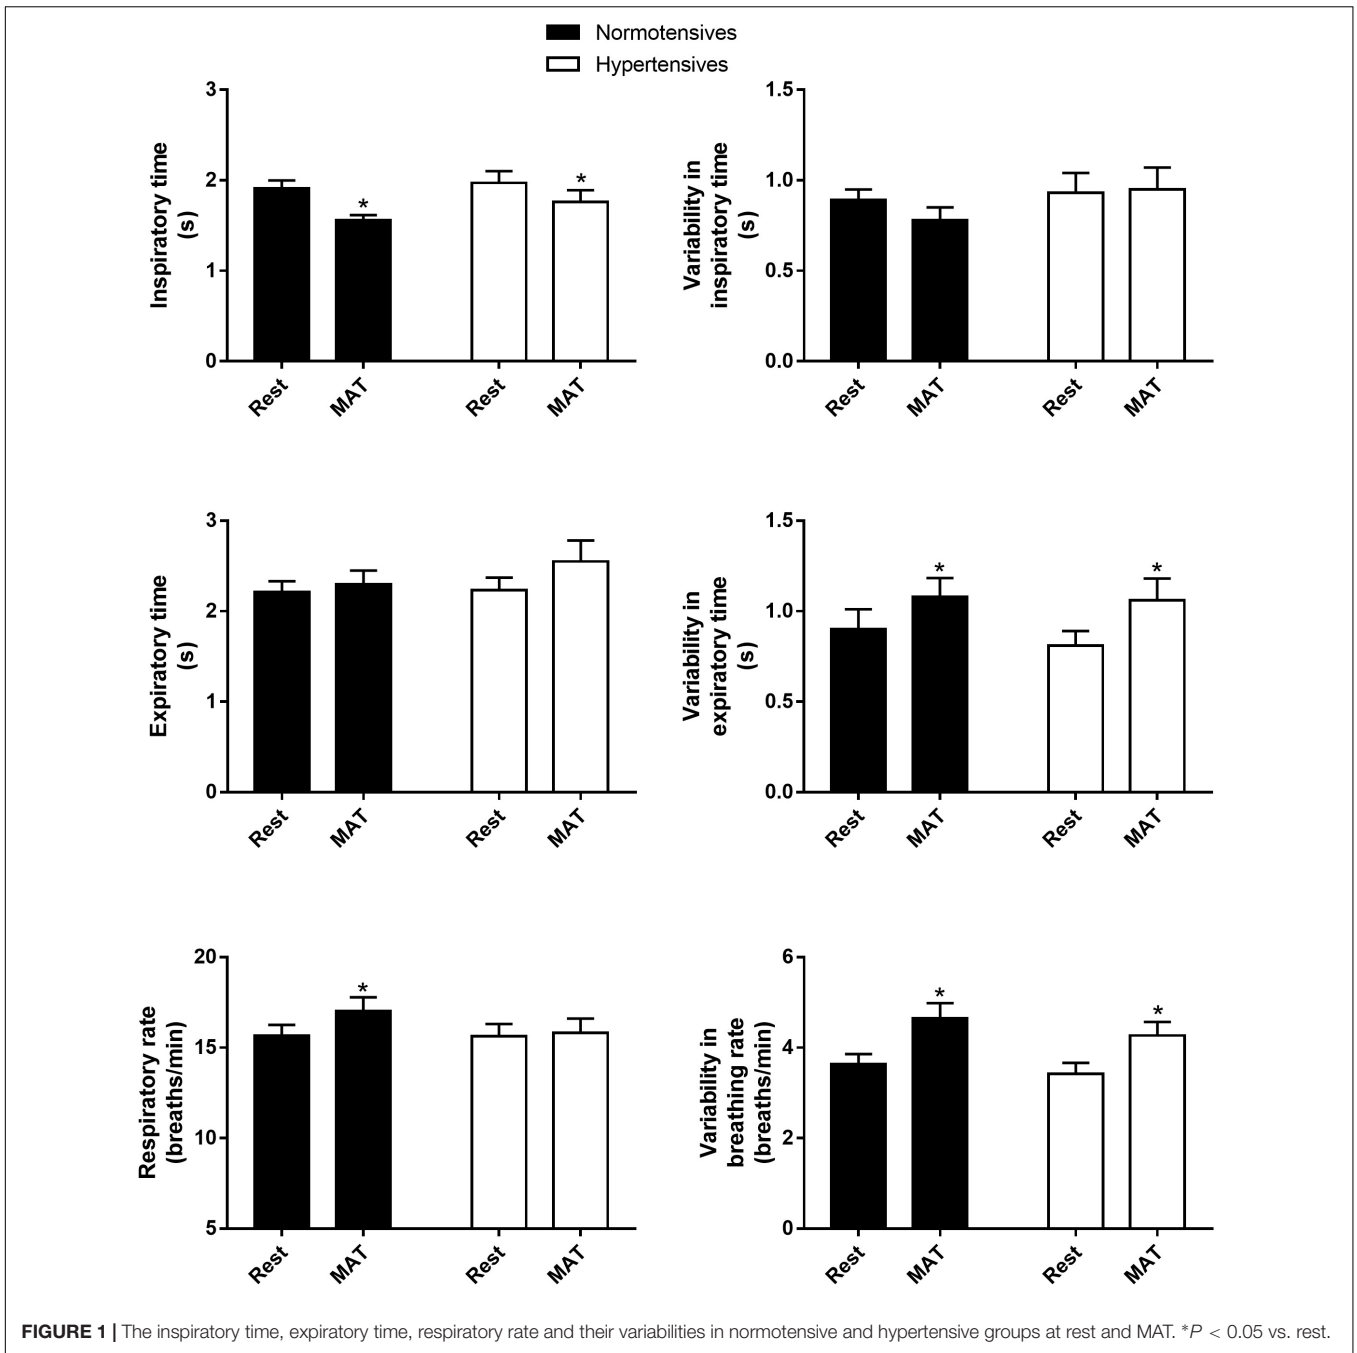 Normotensives
Hypertensives
3
2
1
0
Inspiratory time
(s)
*
*
Rest
MAT
Rest
MAT
1.5
1.0
0.5
0.0
Variability in
inspiratory time
(s)
Rest
MAT
Rest
MAT
3
2
1
0
Expiratory time
(s)
Rest
MAT
Rest
MAT
1.5
1.0
0.5
0.0
Variability in
expiratory time
(s)
*
*
Rest
MAT
Rest
MAT
20
15
10
5
Respiratory rate
(breaths/min)
*
Rest
MAT
Rest
MAT
6
4
2
0
Variability in
breathing rate
(breaths/min)
*
*
Rest
MAT
Rest
MAT
FIGURE 1 | The inspiratory time, expiratory time, respiratory rate and their variabilities in normotensive and hypertensive groups at rest and MAT. *P < 0.05 vs. rest.